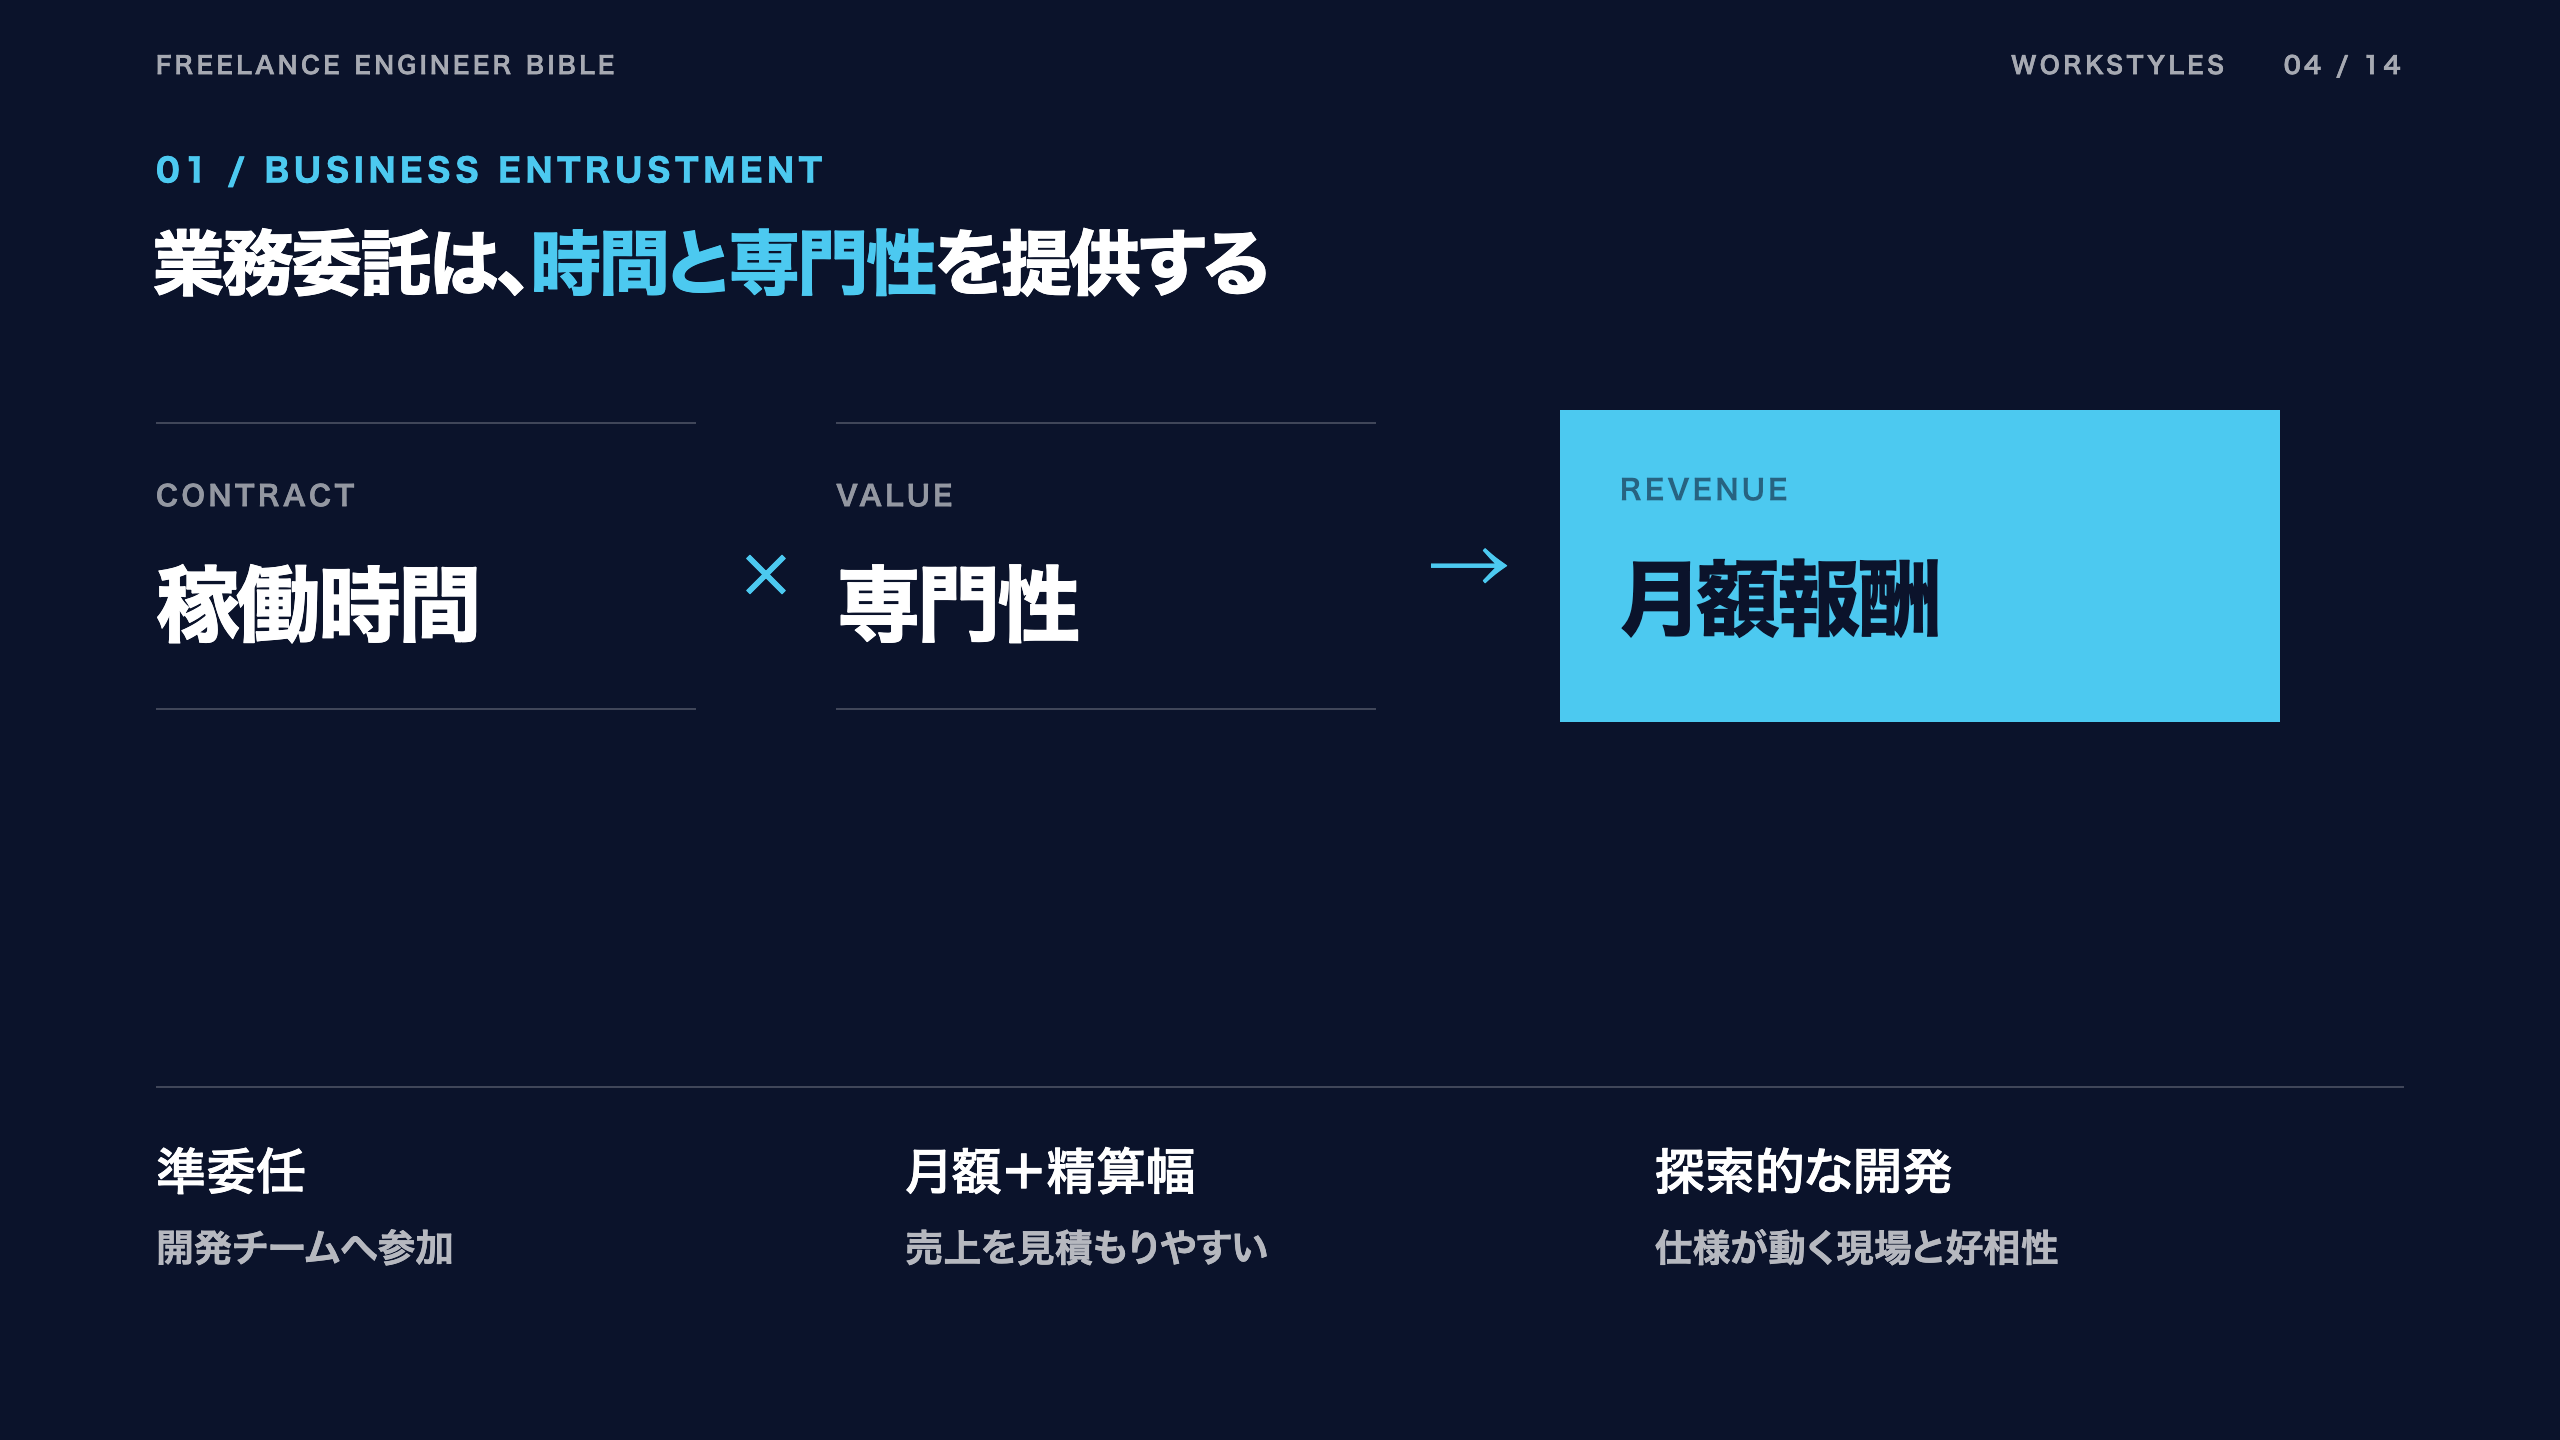 FREELANCE ENGINEER BIBLE
WORKSTYLES 04 / 14
01 / BUSINESS ENTRUSTMENT
業務委託は、時間と専門性を提供する
CONTRACT
稼働時間
×
VALUE
専門性
→
REVENUE
月額報酬
準委任
開発チームへ参加
月額＋精算幅
売上を見積もりやすい
探索的な開発
仕様が動く現場と好相性